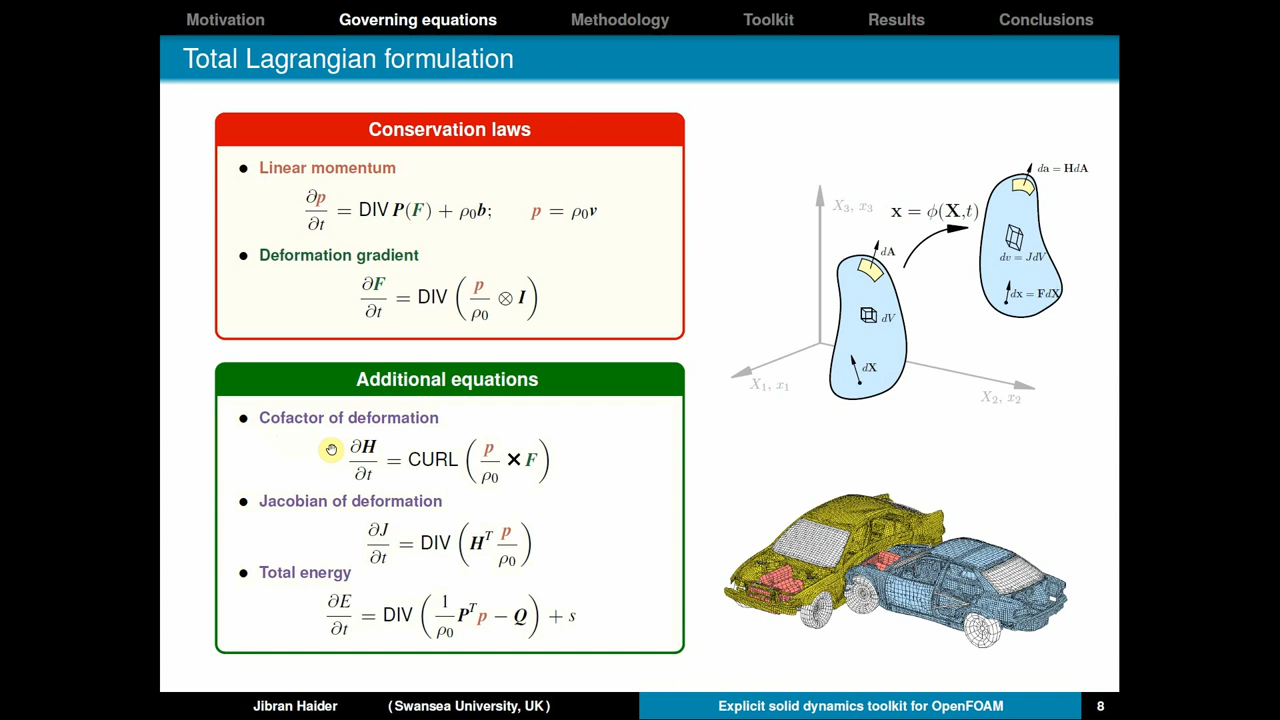 Motivation Governing equations Methodology Toolkit Results Conclusions
Total Lagrangian formulation
Conservation laws
● Linear momentum
∂p/∂t = DIV P(F) + ρ₀b; p = ρ₀v
● Deformation gradient
∂F/∂t = DIV (p/ρ₀ ⊗ I)
Additional equations
● Cofactor of deformation
∂H/∂t = CURL (p/ρ₀ ⨯ F)
● Jacobian of deformation
∂J/∂t = DIV (Hᵀ p/ρ₀)
● Total energy
∂E/∂t = DIV (1/ρ₀ Pᵀp − Q) + s
da = HdA
X₃, x₃
x = ϕ(X,t)
dA
dv = JdV
dx = FdX
dV
dX
X₁, x₁
X₂, x₂
Jibran Haider (Swansea University, UK) Explicit solid dynamics toolkit for OpenFOAM 8